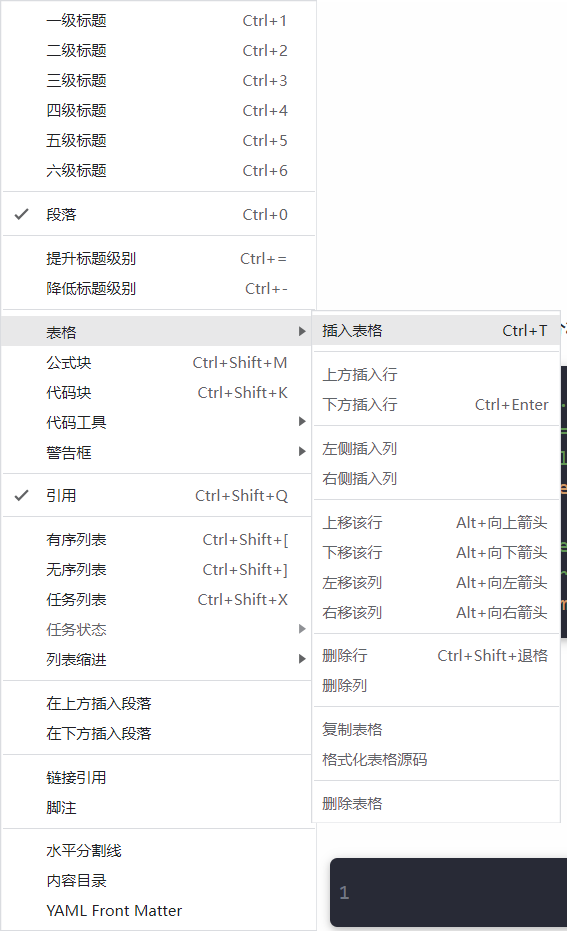 一级标题 Ctrl+1
二级标题 Ctrl+2
三级标题 Ctrl+3
四级标题 Ctrl+4
五级标题 Ctrl+5
六级标题 Ctrl+6
段落 Ctrl+0
提升标题级别 Ctrl+=
降低标题级别 Ctrl+-
表格
公式块 Ctrl+Shift+M
代码块 Ctrl+Shift+K
代码工具
警告框
引用 Ctrl+Shift+Q
有序列表 Ctrl+Shift+[
无序列表 Ctrl+Shift+]
任务列表 Ctrl+Shift+X
任务状态
列表缩进
在上方插入段落
在下方插入段落
链接引用
脚注
水平分割线
内容目录
YAML Front Matter
插入表格 Ctrl+T
上方插入行
下方插入行 Ctrl+Enter
左侧插入列
右侧插入列
上移该行 Alt+向上箭头
下移该行 Alt+向下箭头
左移该列 Alt+向左箭头
右移该列 Alt+向右箭头
删除行 Ctrl+Shift+退格
删除列
复制表格
格式化表格源码
删除表格
1